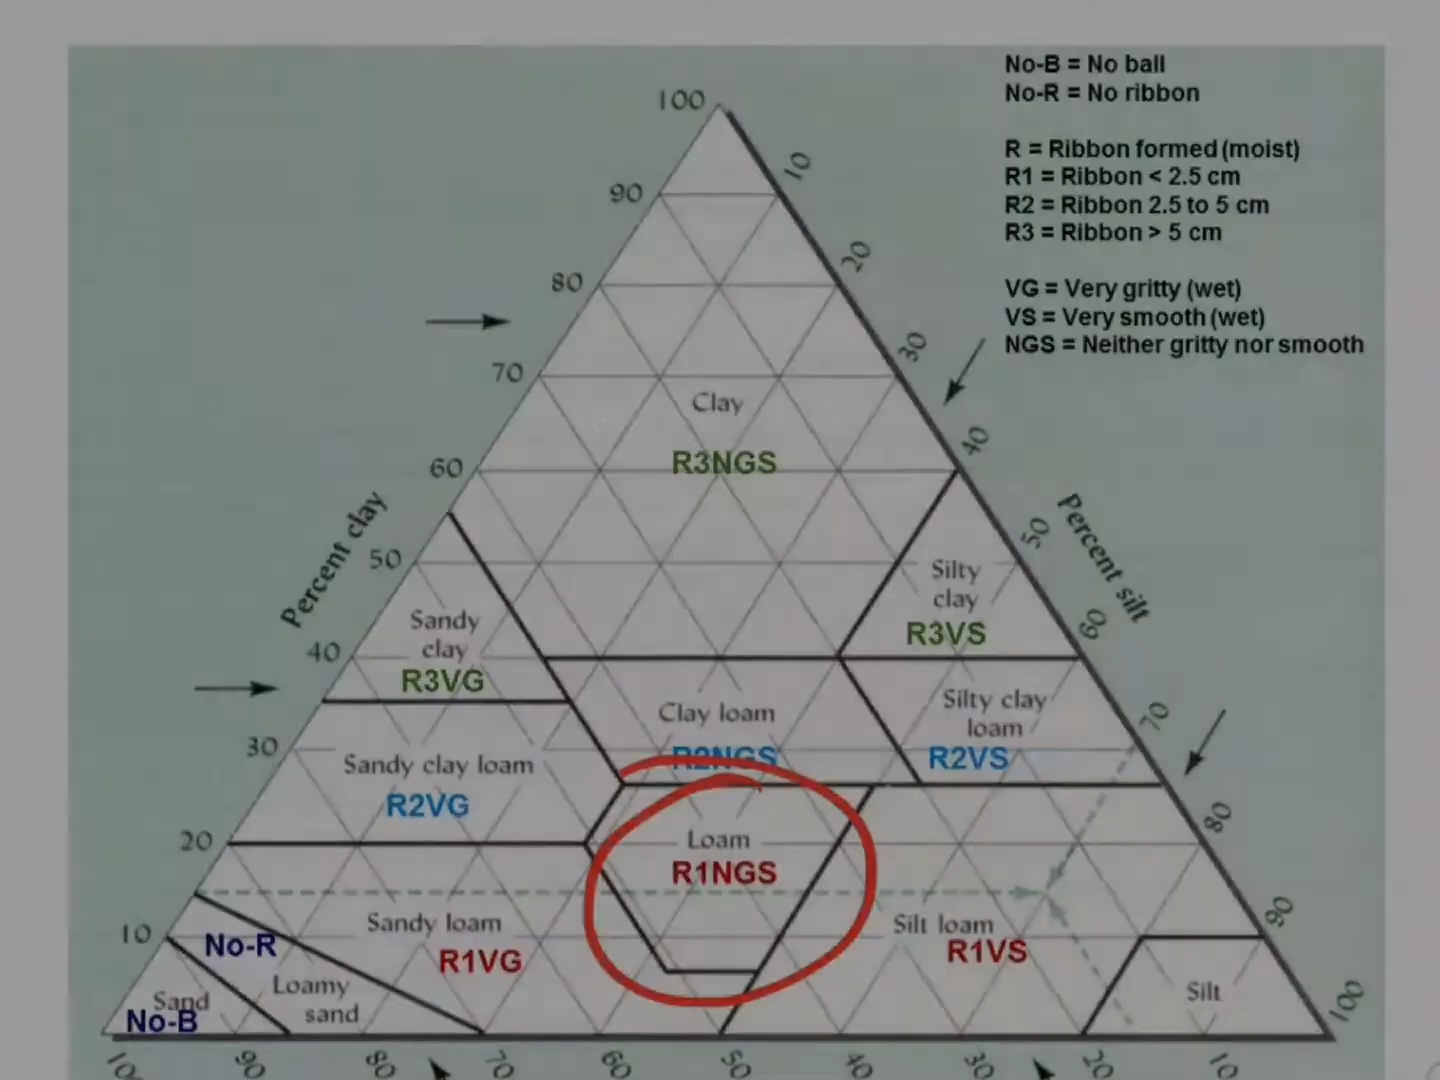 No-B = No ball
No-R = No ribbon
R = Ribbon formed (moist)
R1 = Ribbon < 2.5 cm
R2 = Ribbon 2.5 to 5 cm
R3 = Ribbon > 5 cm
VG = Very gritty (wet)
VS = Very smooth (wet)
NGS = Neither gritty nor smooth
100
10
90
20
80
30
70
Clay
40
R3NGS
60
Percent clay
Percent silt
50
50
Silty
clay
R3VS
Sandy
clay
R3VG
60
40
Silty clay
loam
R2VS
Clay loam
R2NGS
70
30
Sandy clay loam
R2VG
80
20
Loam
R1NGS
90
Sandy loam
R1VG
Silt loam
R1VS
10
No-R
Loamy
sand
Sand
No-B
Silt
100
100
90
80
70
60
50
40
30
20
10